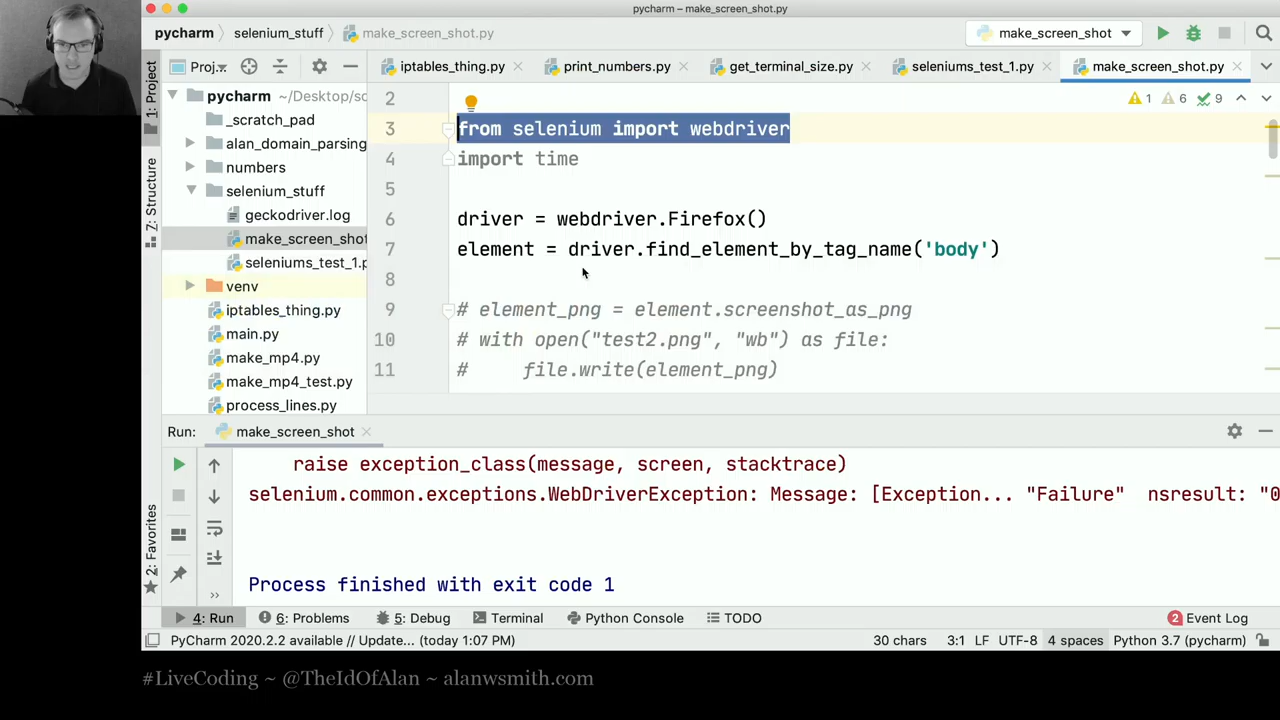 pycharm – make_screen_shot.py
pycharm
selenium_stuff
make_screen_shot.py
make_screen_shot
Proj
iptables_thing.py
print_numbers.py
get_terminal_size.py
seleniums_test_1.py
make_screen_shot.py
1: Project
Z: Structure
2: Favorites
pycharm ~/Desktop/sc
_scratch_pad
alan_domain_parsing
numbers
selenium_stuff
geckodriver.log
make_screen_shot
seleniums_test_1.p
venv
iptables_thing.py
main.py
make_mp4.py
make_mp4_test.py
process_lines.py
1 6 9
2
3 from selenium import webdriver
4 import time
5
6 driver = webdriver.Firefox()
7 element = driver.find_element_by_tag_name('body')
8
9 # element_png = element.screenshot_as_png
10 # with open("test2.png", "wb") as file:
11 #     file.write(element_png)
Run: make_screen_shot
raise exception_class(message, screen, stacktrace)
selenium.common.exceptions.WebDriverException: Message: [Exception... "Failure"  nsresult: "0
Process finished with exit code 1
4: Run
6: Problems
5: Debug
Terminal
Python Console
TODO
2 Event Log
PyCharm 2020.2.2 available // Update... (today 1:07 PM)
30 chars
3:1
LF
UTF-8
4 spaces
Python 3.7 (pycharm)
#LiveCoding ~ @TheIdOfAlan ~ alanwsmith.com